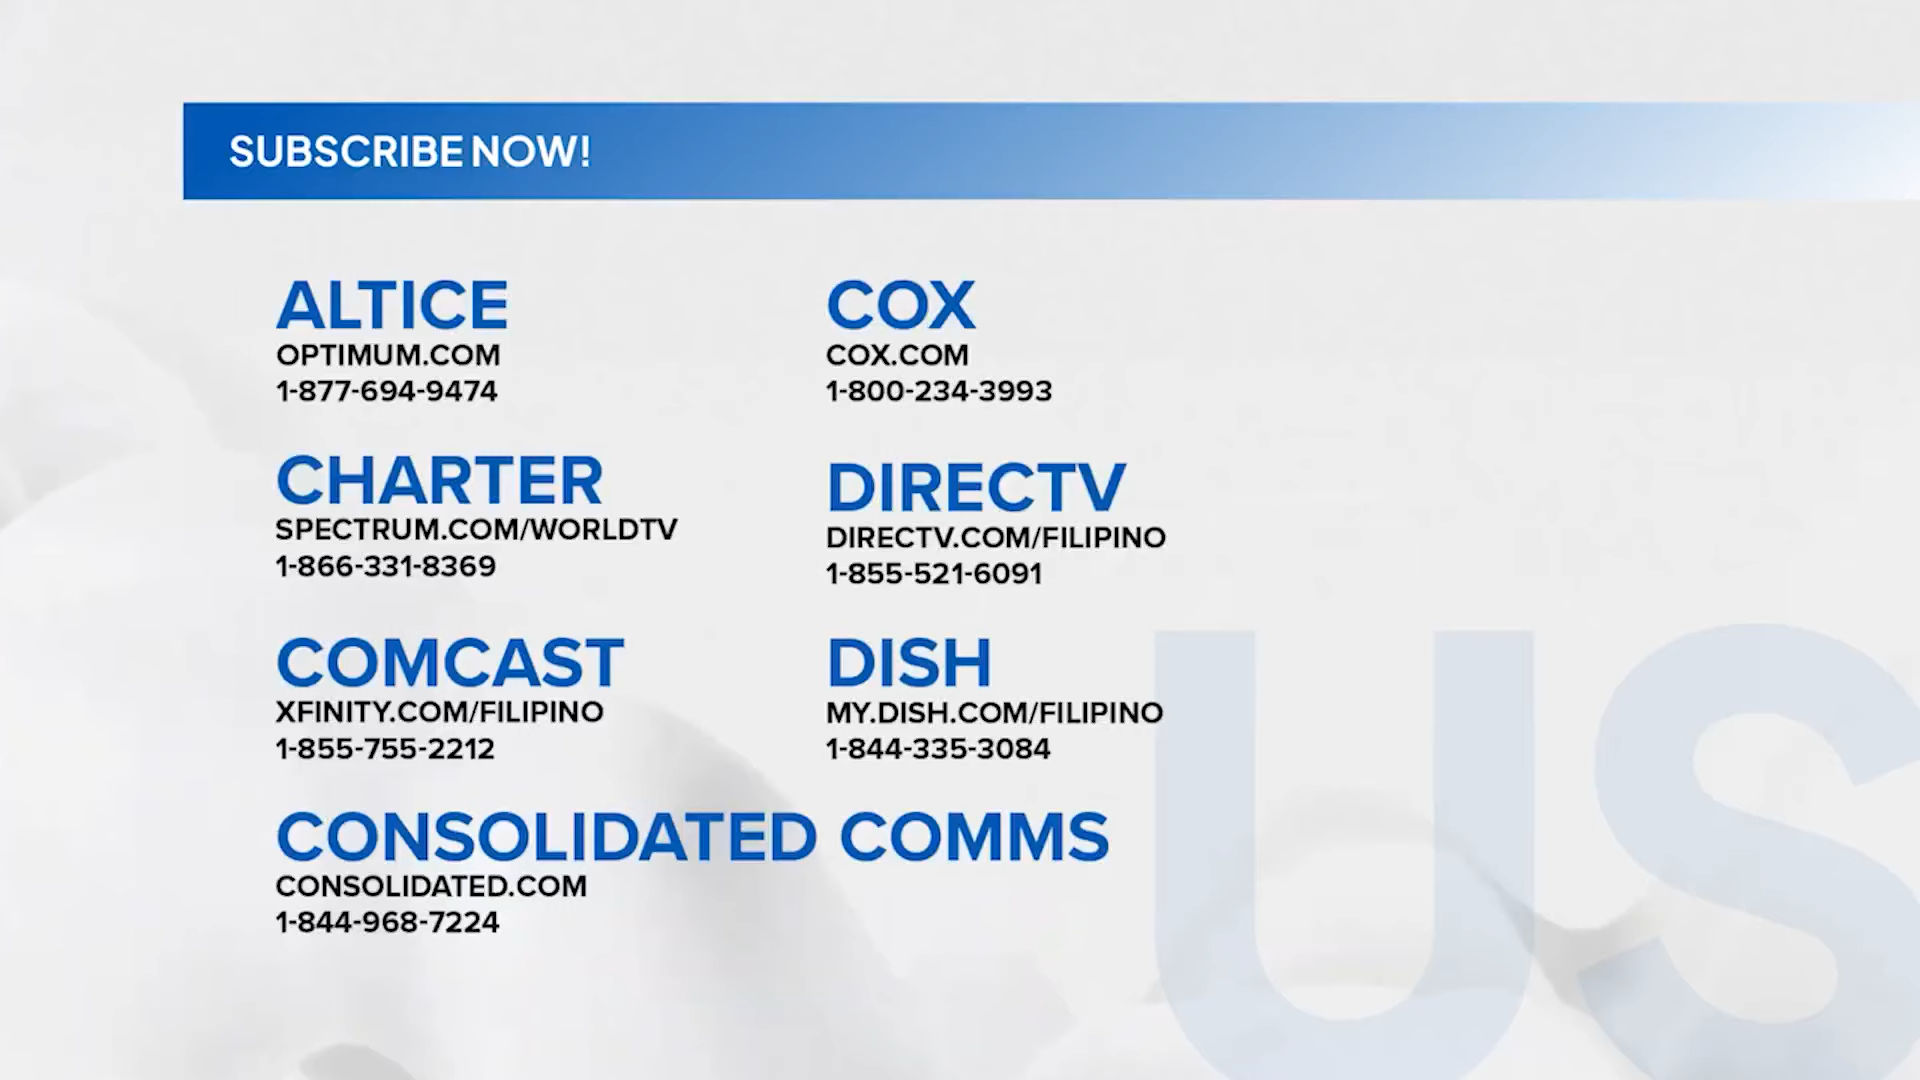 SUBSCRIBE NOW!
ALTICE
OPTIMUM.COM
1-877-694-9474
CHARTER
SPECTRUM.COM/WORLDTV
1-866-331-8369
COMCAST
XFINITY.COM/FILIPINO
1-855-755-2212
CONSOLIDATED COMMS
CONSOLIDATED.COM
1-844-968-7224
COX
COX.COM
1-800-234-3993
DIRECTV
DIRECTV.COM/FILIPINO
1-855-521-6091
DISH
MY.DISH.COM/FILIPINO
1-844-335-3084
US